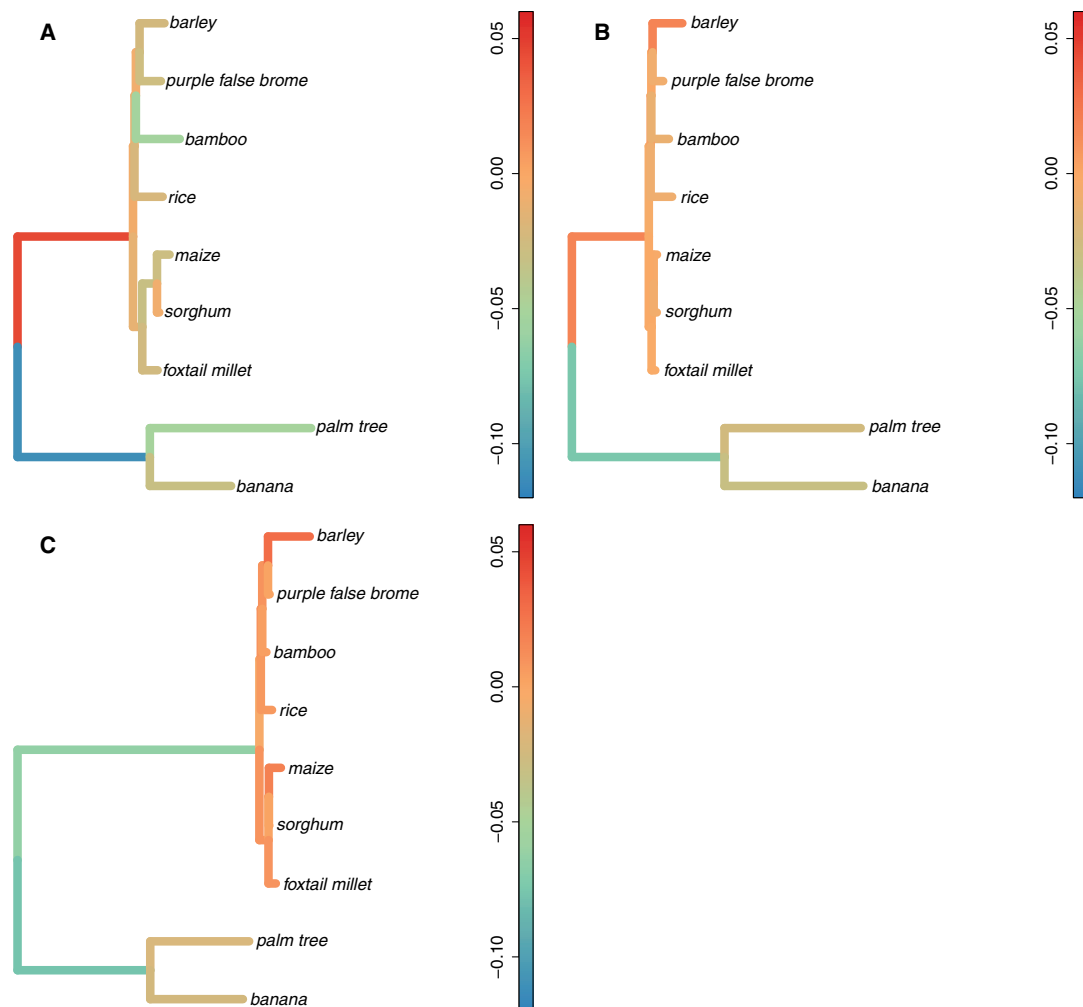 A
barley
purple false brome
bamboo
rice
maize
sorghum
foxtail millet
palm tree
banana
0.05
0.00
−0.05
−0.10
B
barley
purple false brome
bamboo
rice
maize
sorghum
foxtail millet
palm tree
banana
0.05
0.00
−0.05
−0.10
C
barley
purple false brome
bamboo
rice
maize
sorghum
foxtail millet
palm tree
banana
0.05
0.00
−0.05
−0.10